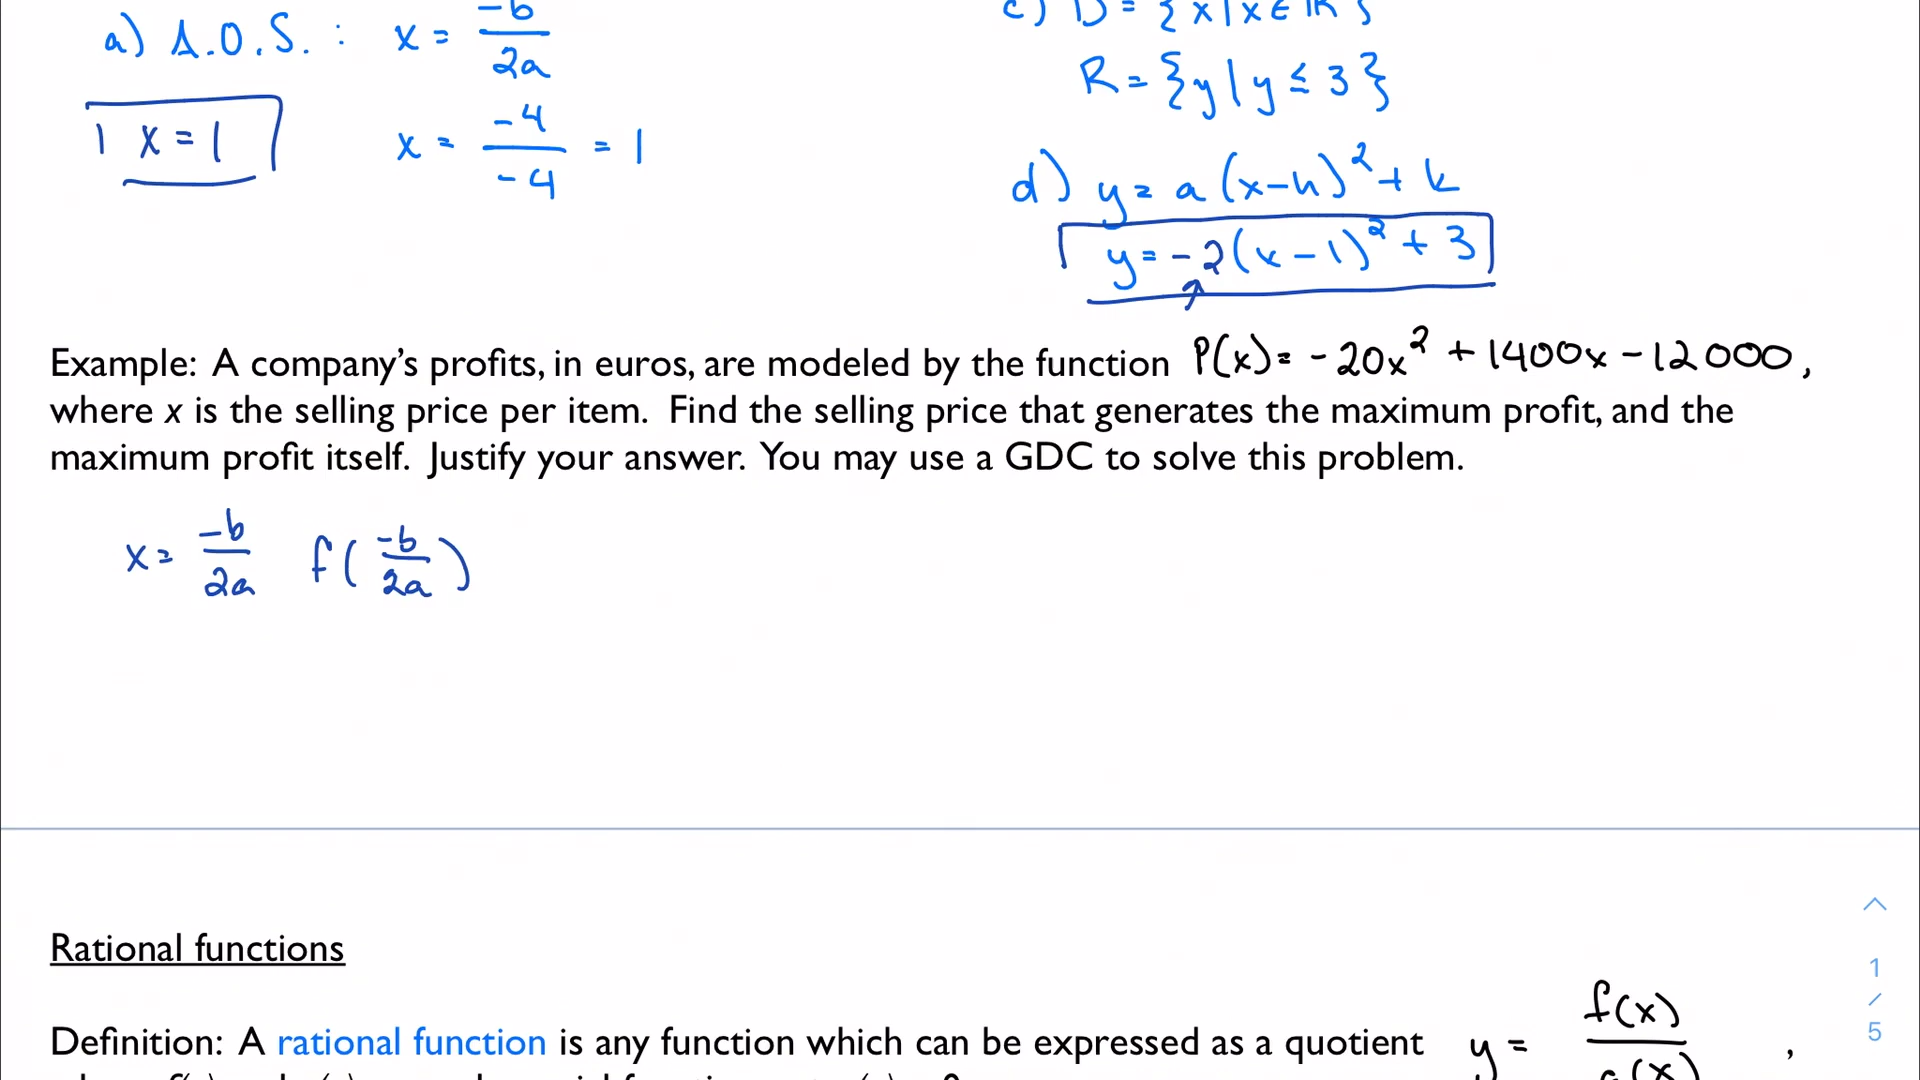 a) A.O.S. : x = -b/2a
x = 1
x = -4/-4 = 1
c) D = {x|x∈ℝ}
R = {y|y ≤ 3}
d) y = a(x-h)² + k
y = -2(x-1)² + 3
Example: A company's profits, in euros, are modeled by the function P(x) = -20x² + 1400x - 12000,
where x is the selling price per item. Find the selling price that generates the maximum profit, and the
maximum profit itself. Justify your answer. You may use a GDC to solve this problem.
x = -b/2a f(-b/2a)
Rational functions
1
/
5
Definition: A rational function is any function which can be expressed as a quotient y = f(x)/g(x) ,